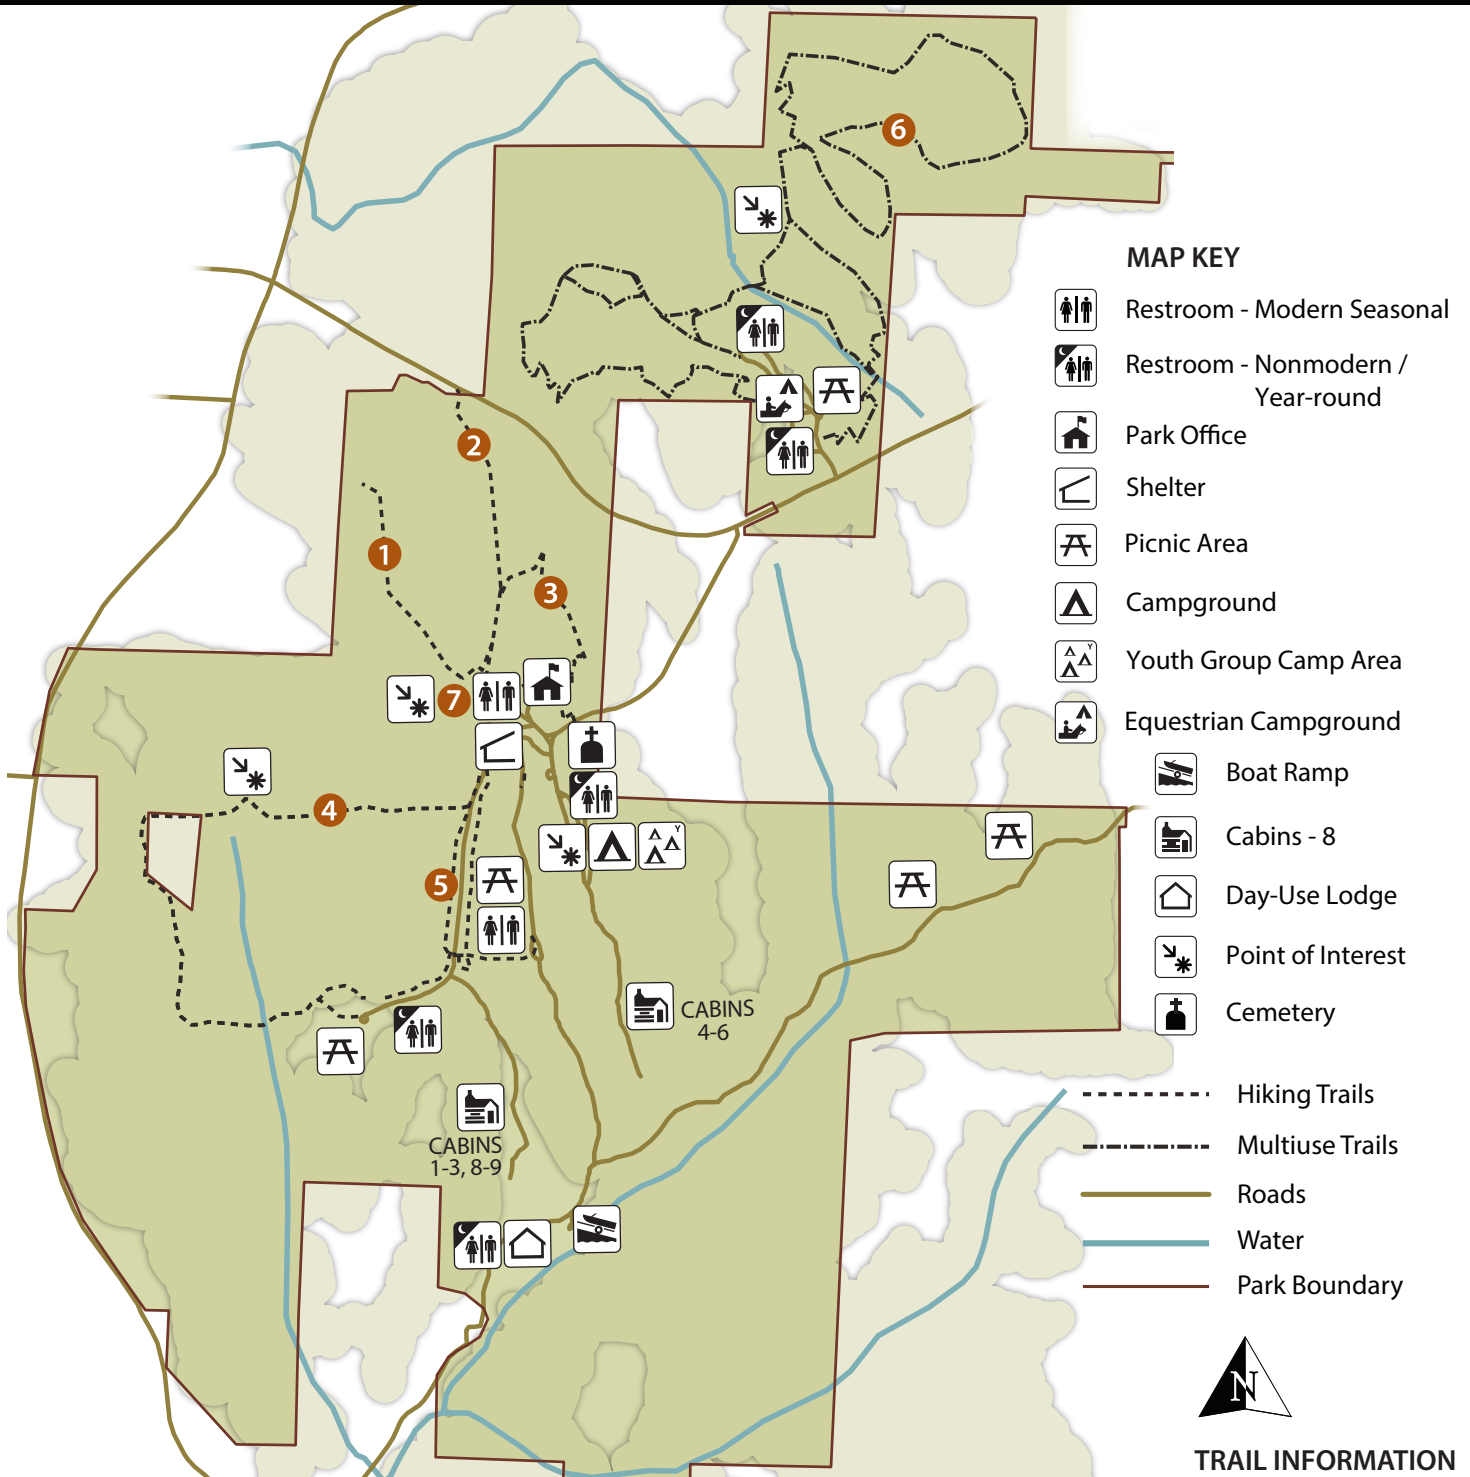 6
MAP KEY
Restroom - Modern Seasonal
Restroom - Nonmodern /
Year-round
2
Park Office
Shelter
1
Picnic Area
3
Campground
Y
Youth Group Camp Area
7
Equestrian Campground
Boat Ramp
4
Y
Cabins - 8
5
Day-Use Lodge
Point of Interest
CABINS
4-6
Cemetery
Hiking Trails
CABINS
1-3, 8-9
Multiuse Trails
Roads
Water
Park Boundary
N
TRAIL INFORMATION